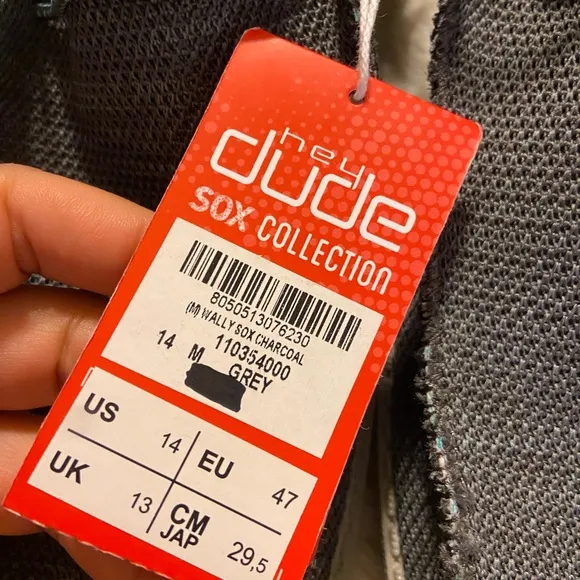 hey
dude
SOX COLLECTION
8050513076230
(M) WALLY SOX CHARCOAL
110354000
14 M GREY
US 14 EU 47
UK 13 CM JAP 29,5